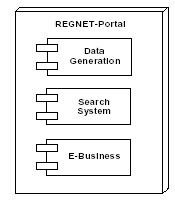 REGNET-Portal
Data
Generation
Search
System
E-Business